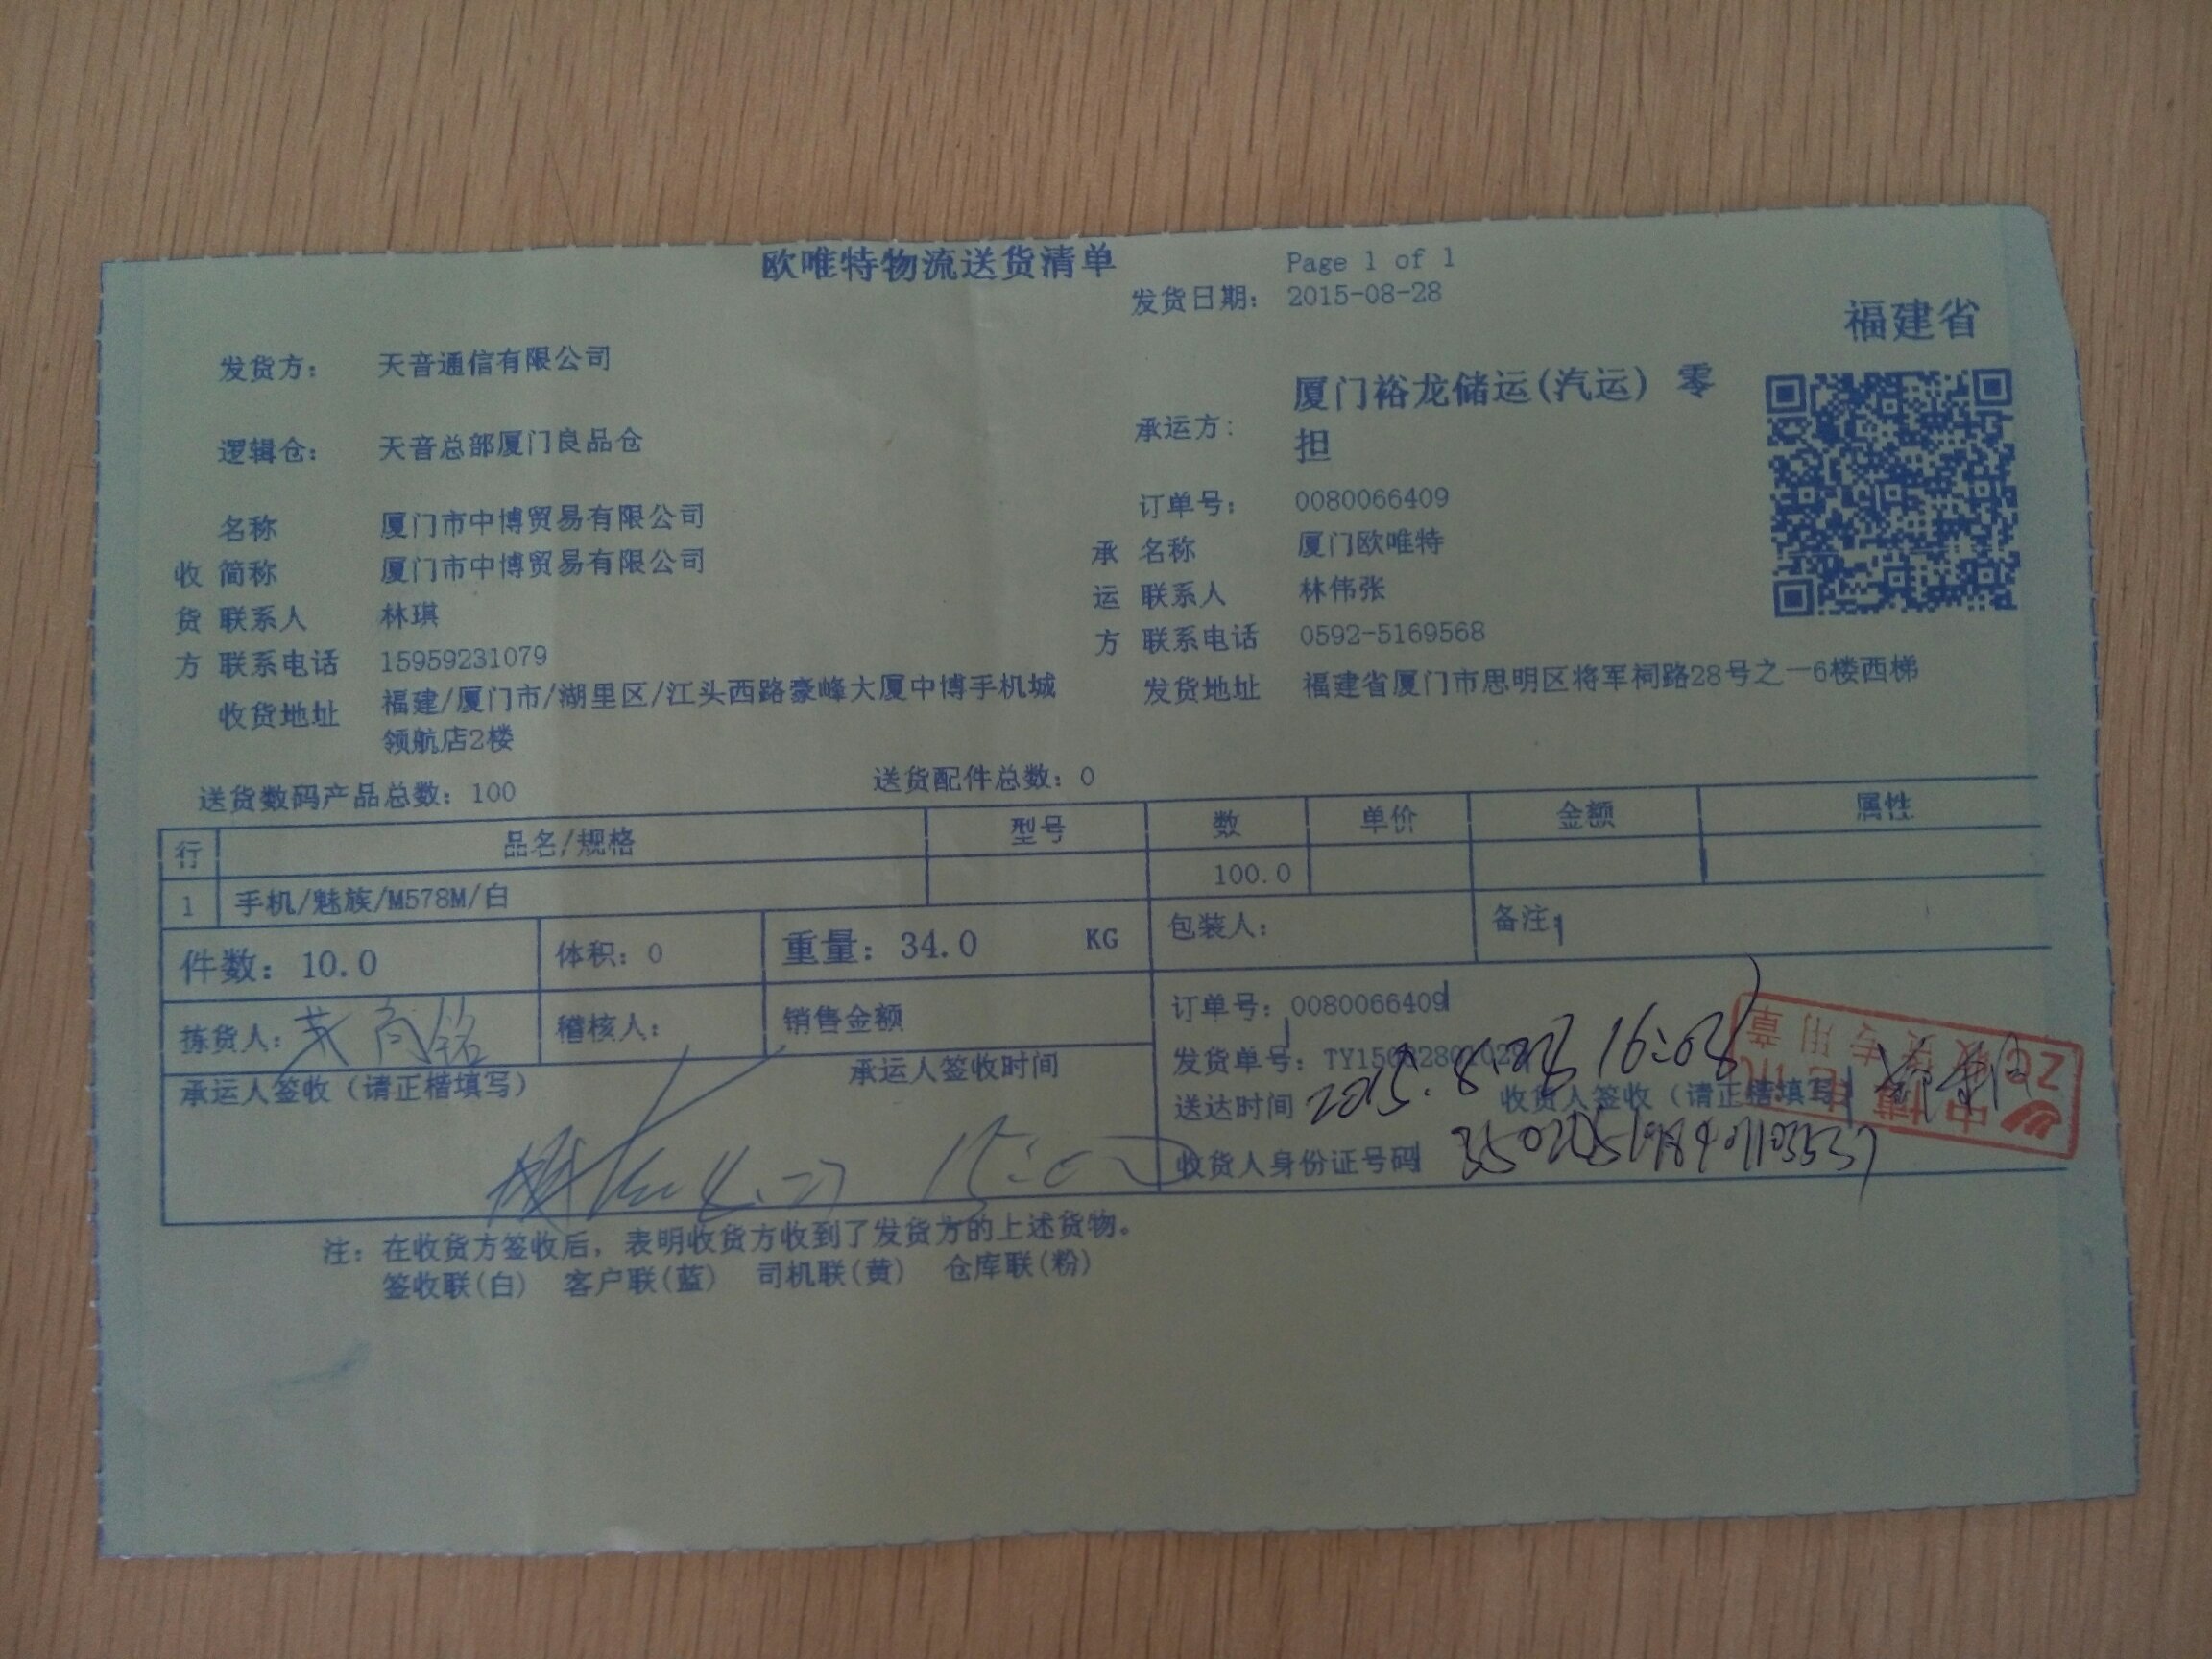 欧唯特物流送货清单
Page 1 of 1
发货日期： 2015-08-28
福建省
发货方： 天音通信有限公司
承运方： 厦门裕龙储运(汽运) 零担
逻辑仓： 天音总部厦门良品仓
订单号： 0080066409
收货方
名称 厦门市中博贸易有限公司
简称 厦门市中博贸易有限公司
联系人 林琪
联系电话 15959231079
收货地址 福建/厦门市/湖里区/江头西路豪峰大厦中博手机城
领航店2楼
承运方
名称 厦门欧唯特
联系人 林伟张
联系电话 0592-5169568
发货地址 福建省厦门市思明区将军祠路28号之一6楼西梯
送货数码产品总数：100 送货配件总数：0
行 品名/规格 型号 数 单价 金额 属性
1 手机/魅族/M578M/白 100.0
件数：10.0 体积：0 重量：34.0 KG 包装人： 备注：
拣货人： 稽核人： 销售金额
订单号：0080066409
发货单号：
承运人签收（请正楷填写） 承运人签收时间
送达时间 2015.8.28 16:08 收货人签收（请正楷填写）
收货人身份证号码
中博电讯
收货专用章
注：在收货方签收后，表明收货方收到了发货方的上述货物。
签收联(白) 客户联(蓝) 司机联(黄) 仓库联(粉)